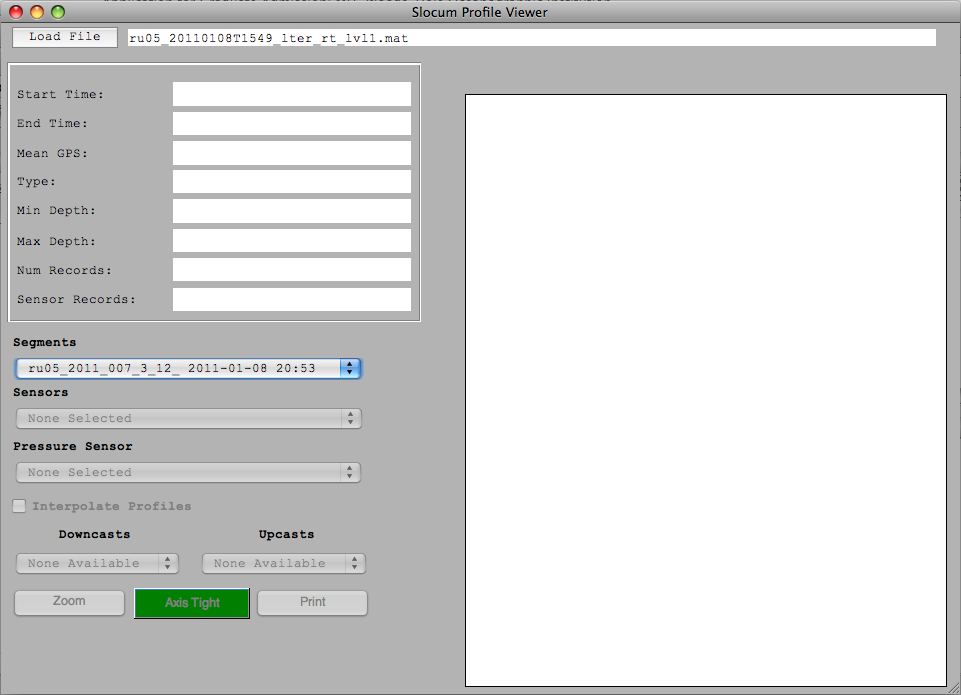 Slocum Profile Viewer
Load File ru05_20110108T1549_lter_rt_lvl1.mat
Start Time:
End Time:
Mean GPS:
Type:
Min Depth:
Max Depth:
Num Records:
Sensor Records:
Segments
ru05_2011_007_3_12_ 2011-01-08 20:53
Sensors
None Selected
Pressure Sensor
None Selected
Interpolate Profiles
Downcasts Upcasts
None Available None Available
Zoom Axis Tight Print